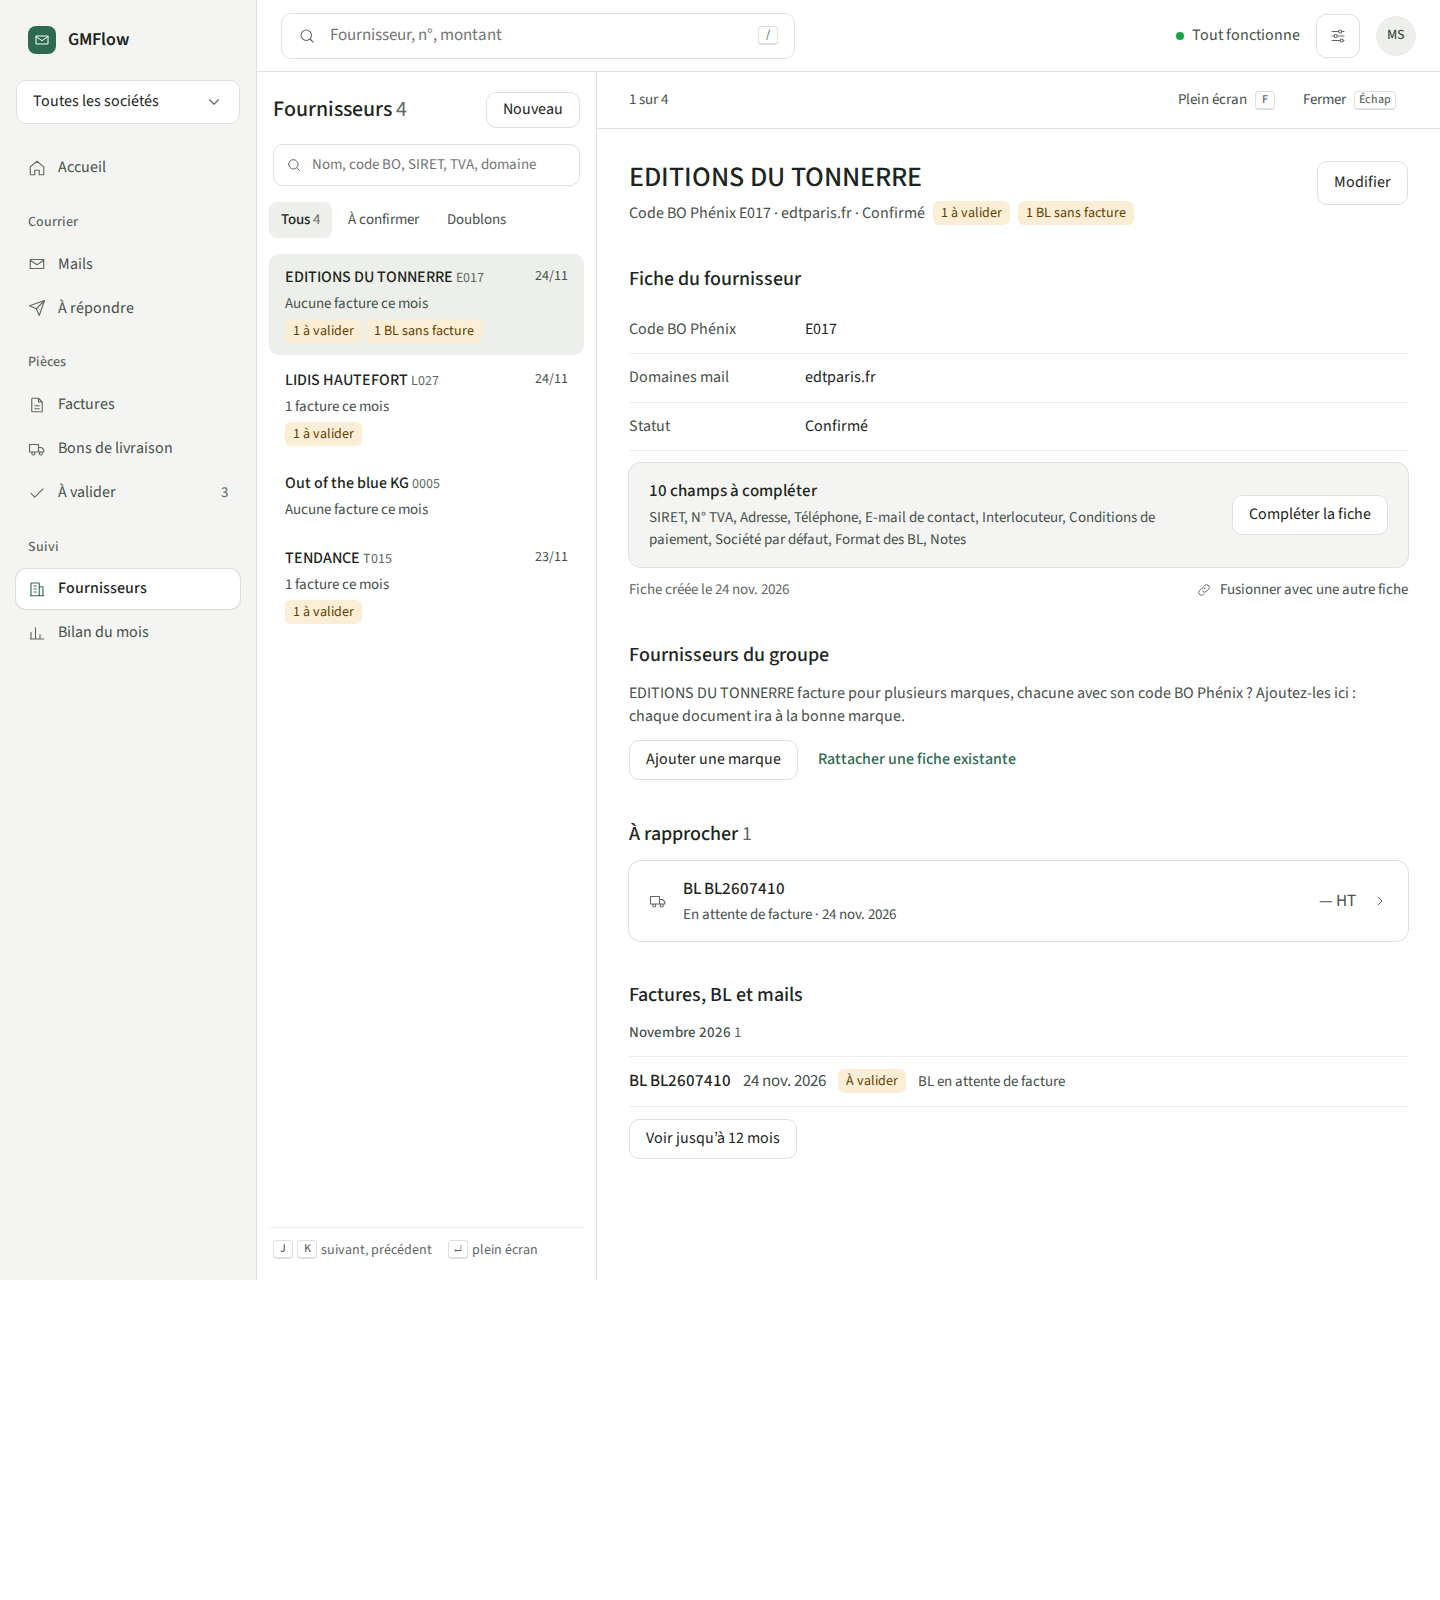 GMFlow
Toutes les sociétés
Accueil
Courrier
Mails
À répondre
Pièces
Factures
Bons de livraison
À valider 3
Suivi
Fournisseurs
Bilan du mois
Fournisseur, n°, montant /
Tout fonctionne
MS
Fournisseurs 4
Nouveau
Nom, code BO, SIRET, TVA, domaine
Tous 4 À confirmer Doublons
EDITIONS DU TONNERRE E017 24/11
Aucune facture ce mois
1 à valider 1 BL sans facture
LIDIS HAUTEFORT L027 24/11
1 facture ce mois
1 à valider
Out of the blue KG 0005
Aucune facture ce mois
TENDANCE T015 23/11
1 facture ce mois
1 à valider
J K suivant, précédent ↵ plein écran
1 sur 4
Plein écran F Fermer Échap
EDITIONS DU TONNERRE
Modifier
Code BO Phénix E017 · edtparis.fr · Confirmé 1 à valider 1 BL sans facture
Fiche du fournisseur
Code BO Phénix E017
Domaines mail edtparis.fr
Statut Confirmé
10 champs à compléter
SIRET, N° TVA, Adresse, Téléphone, E-mail de contact, Interlocuteur, Conditions de
paiement, Société par défaut, Format des BL, Notes
Compléter la fiche
Fiche créée le 24 nov. 2026
Fusionner avec une autre fiche
Fournisseurs du groupe
EDITIONS DU TONNERRE facture pour plusieurs marques, chacune avec son code BO Phénix ? Ajoutez-les ici :
chaque document ira à la bonne marque.
Ajouter une marque
Rattacher une fiche existante
À rapprocher 1
BL BL2607410
En attente de facture · 24 nov. 2026
— HT
Factures, BL et mails
Novembre 2026 1
BL BL2607410 24 nov. 2026 À valider BL en attente de facture
Voir jusqu’à 12 mois